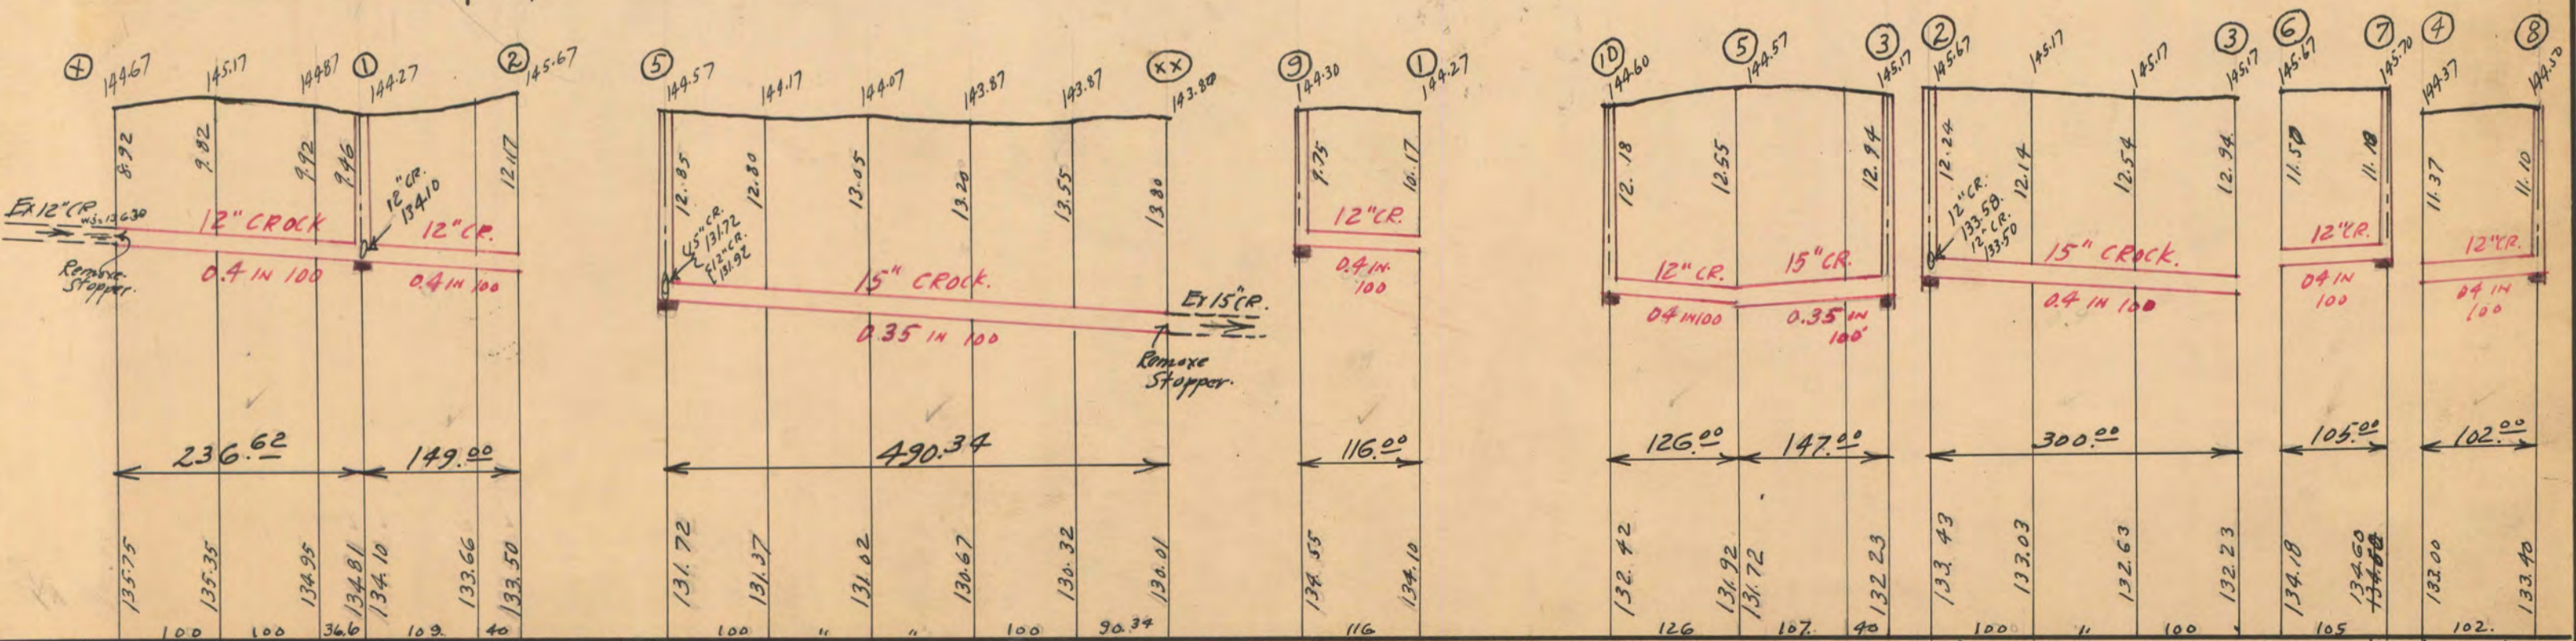 + 144.67 145.17 144.87 1 144.27 2 145.67
8.92 9.82 9.92 9.46 12.17
12"CR.
134.10
Ex 12"CR.
12" CROCK 12"CR.
Remove
Stopper.
0.4 IN 100 0.4 IN 100
236.62 149.00
135.75 135.35 134.95 134.81 134.10 133.66 133.50
100 100 36.6 109. 40
5 144.57 144.17 144.07 143.87 143.87 XX 143.80
12.85 12.80 13.05 13.20 13.55 13.80
15"CR.
131.72
12"CR.
131.92
15" CROCK.
0.35 IN 100
Ex 15"CR.
Remove
Stopper.
490.34
131.72 131.37 131.02 130.67 130.32 130.01
100 " " 100 90.34
9 144.30 1 144.27
9.75 10.17
12"CR.
0.4 IN
100
116.00
134.55 134.10
116
10 144.60 5 144.57 3 145.17
12.18 12.55 12.94
12"CR. 15"CR.
0.4 IN 100 0.35 IN
100'
126.00 147.00
132.42 131.92 131.72 132.23
126 107. 40
2 145.67 145.17 145.17 3 145.17
12.24 12.14 12.54 12.94
12"CR.
133.58.
12"CR.
133.50
15" CROCK.
0.4 IN 100
300.00
133.43 133.03 132.63 132.23
100 " 100
6 145.67 7 145.70
11.50 11.10
12"CR.
04 IN
100
105.00
134.18 134.60
105
4 144.37 8 144.50
11.37 11.10
12"CR.
04 IN
100
102.00
133.00 133.40
102.